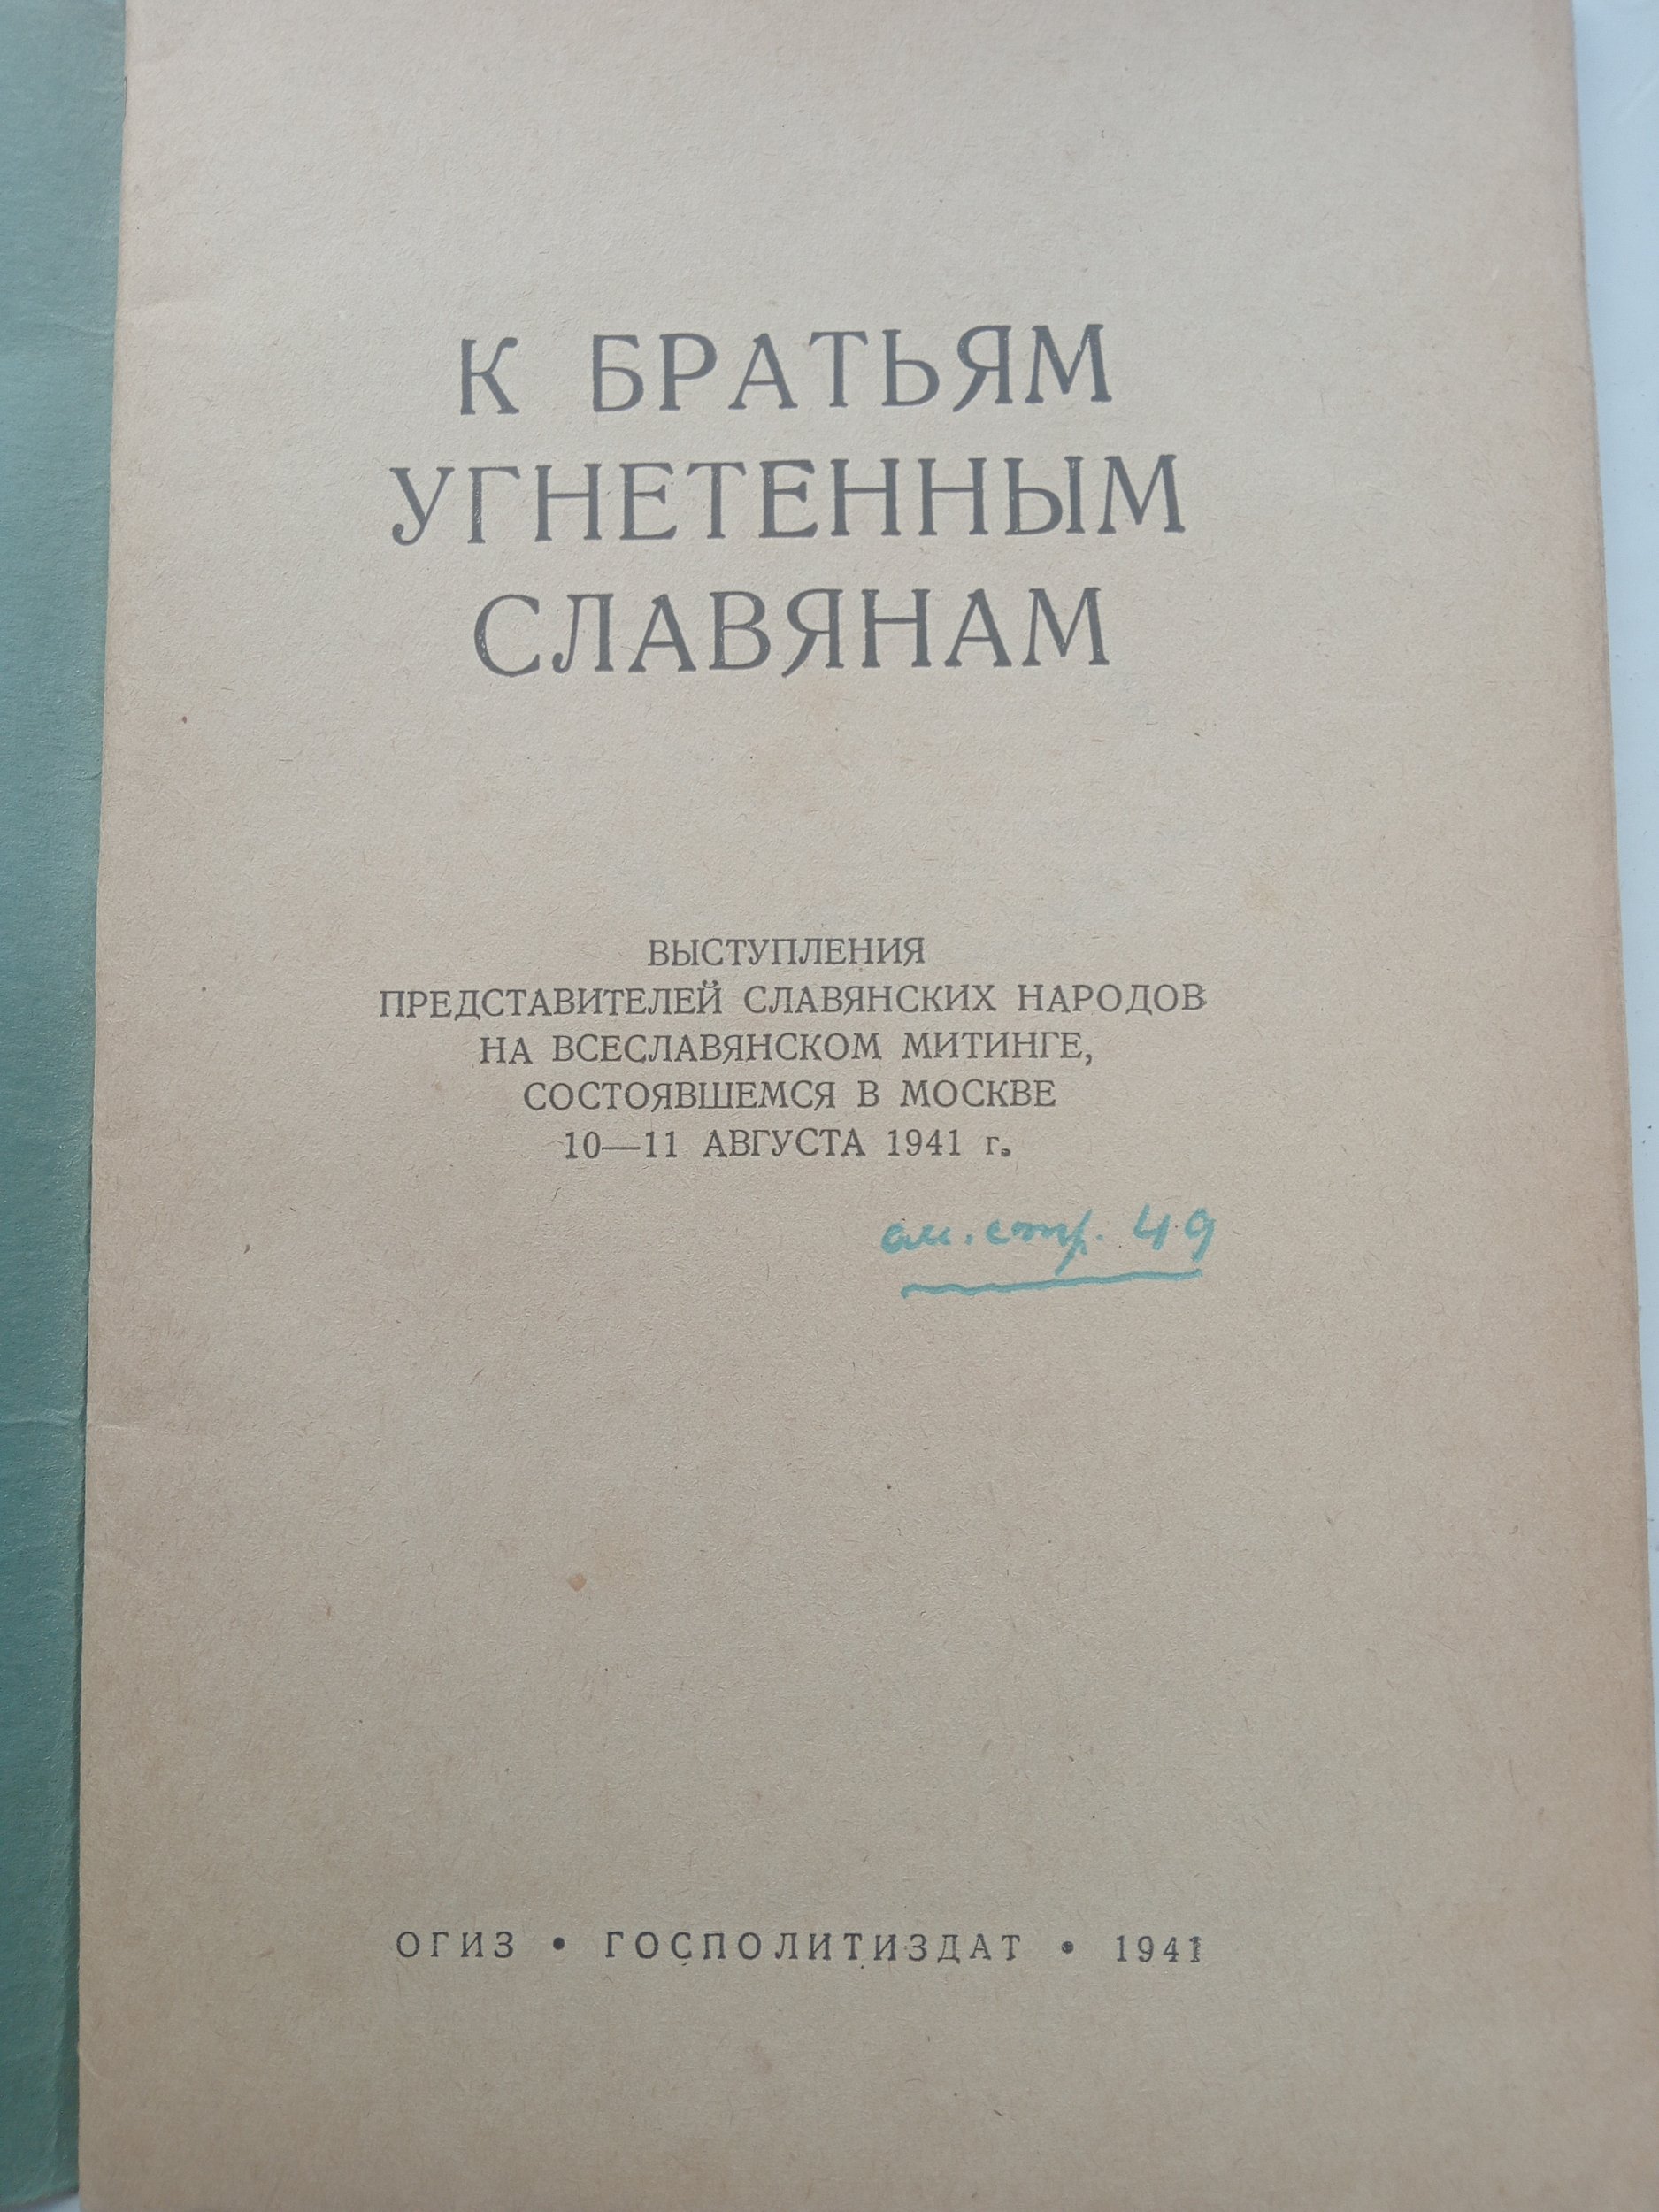 К БРАТЬЯМ
УГНЕТЕННЫМ
СЛАВЯНАМ
ВЫСТУПЛЕНИЯ
ПРЕДСТАВИТЕЛЕЙ СЛАВЯНСКИХ НАРОДОВ
НА ВСЕСЛАВЯНСКОМ МИТИНГЕ,
СОСТОЯВШЕМСЯ В МОСКВЕ
10—11 АВГУСТА 1941 г.
см. стр. 49
ОГИЗ • ГОСПОЛИТИЗДАТ • 1941